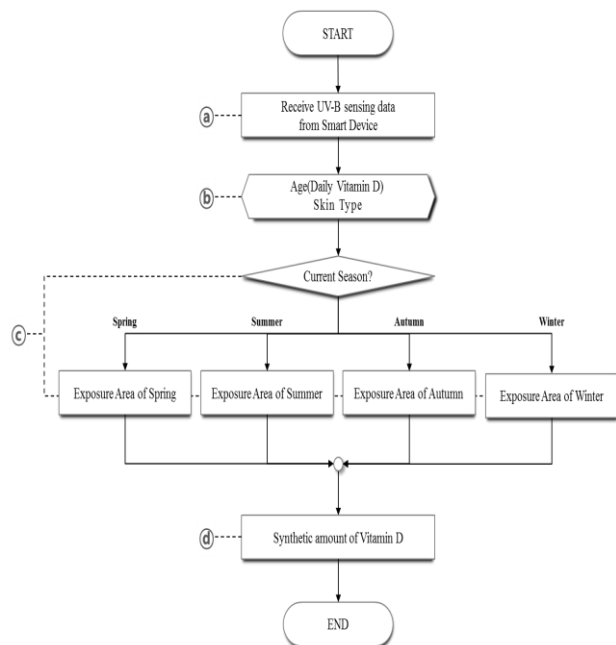 START
ⓐ
Receive UV-B sensing data
from Smart Device
ⓑ
Age(Daily Vitamin D)
Skin Type
Current Season?
ⓒ
Spring
Summer
Autumn
Winter
Exposure Area of Spring
Exposure Area of Summer
Exposure Area of Autumn
Exposure Area of Winter
ⓓ
Synthetic amount of Vitamin D
END